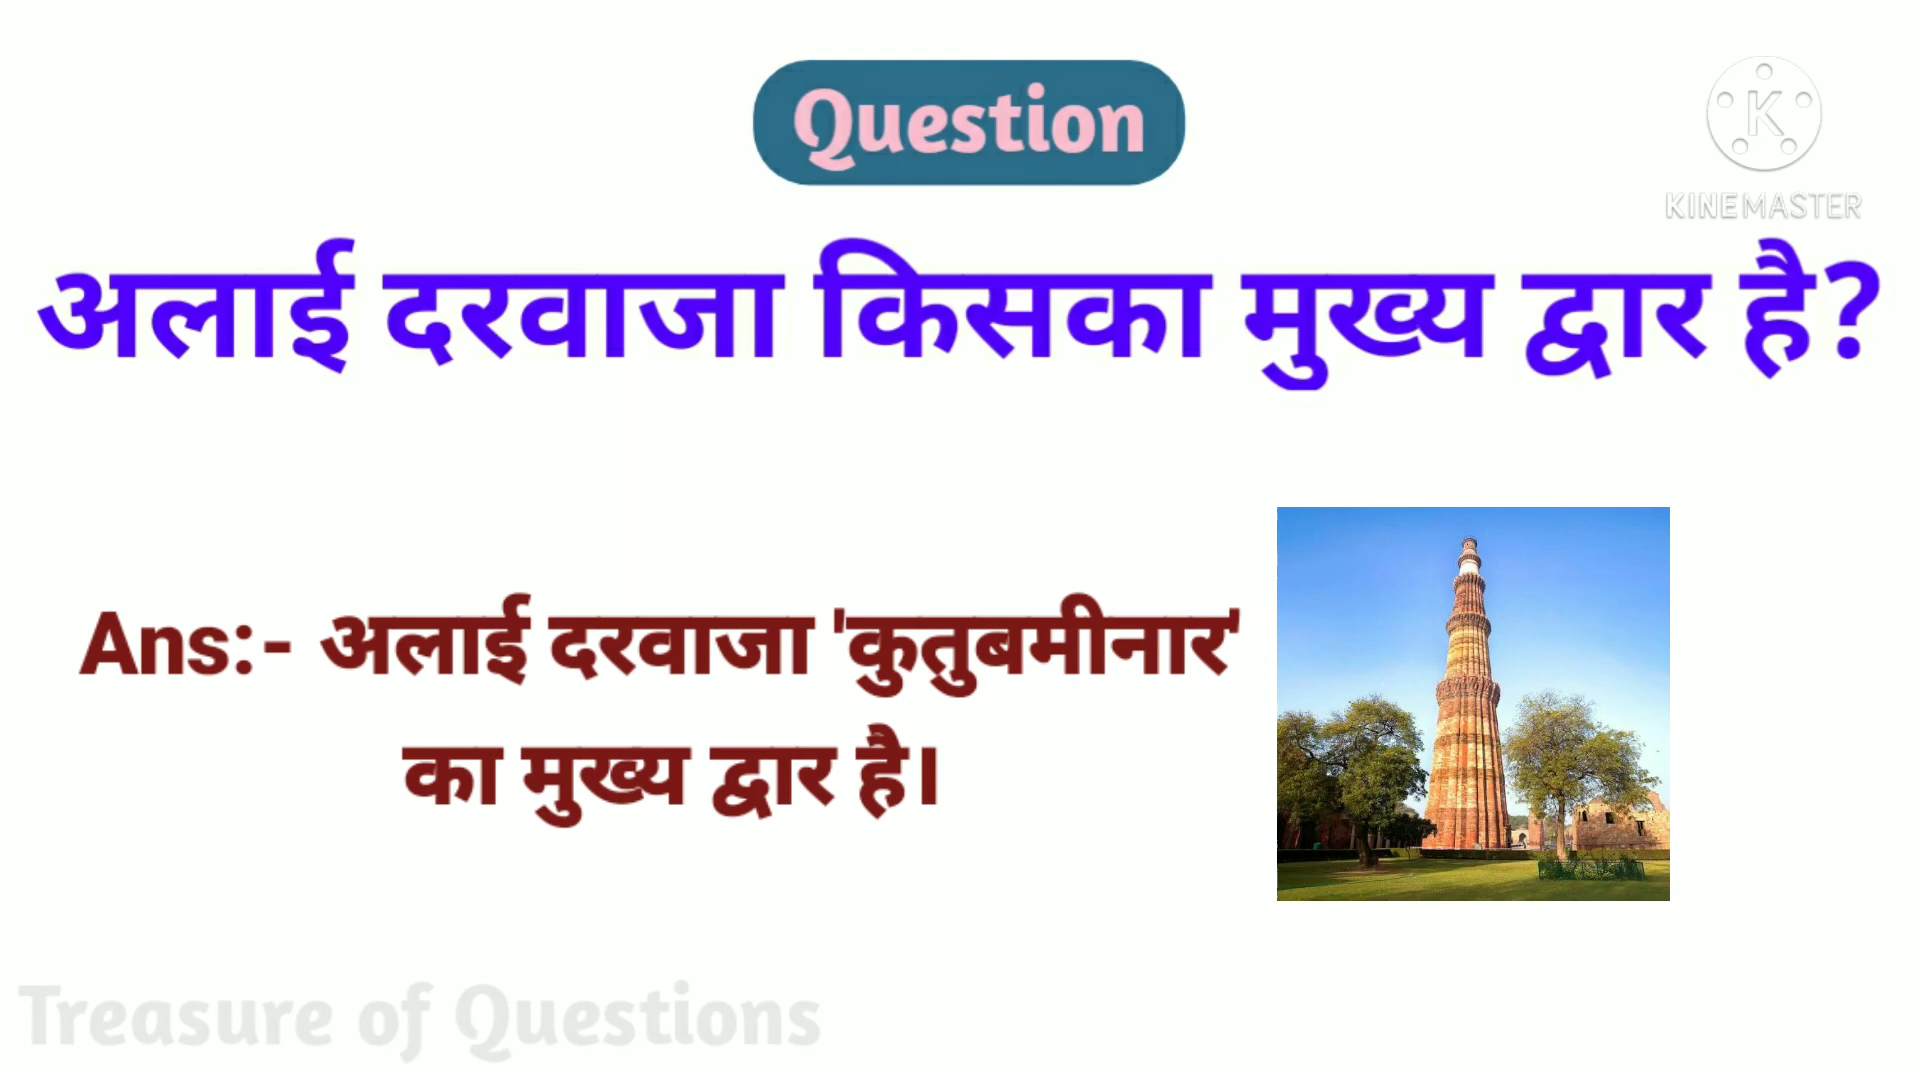 Question
K
KINEMASTER
अलाई दरवाजा किसका मुख्य द्वार है?
Ans:- अलाई दरवाजा 'कुतुबमीनार'
का मुख्य द्वार है।
Treasure of Questions